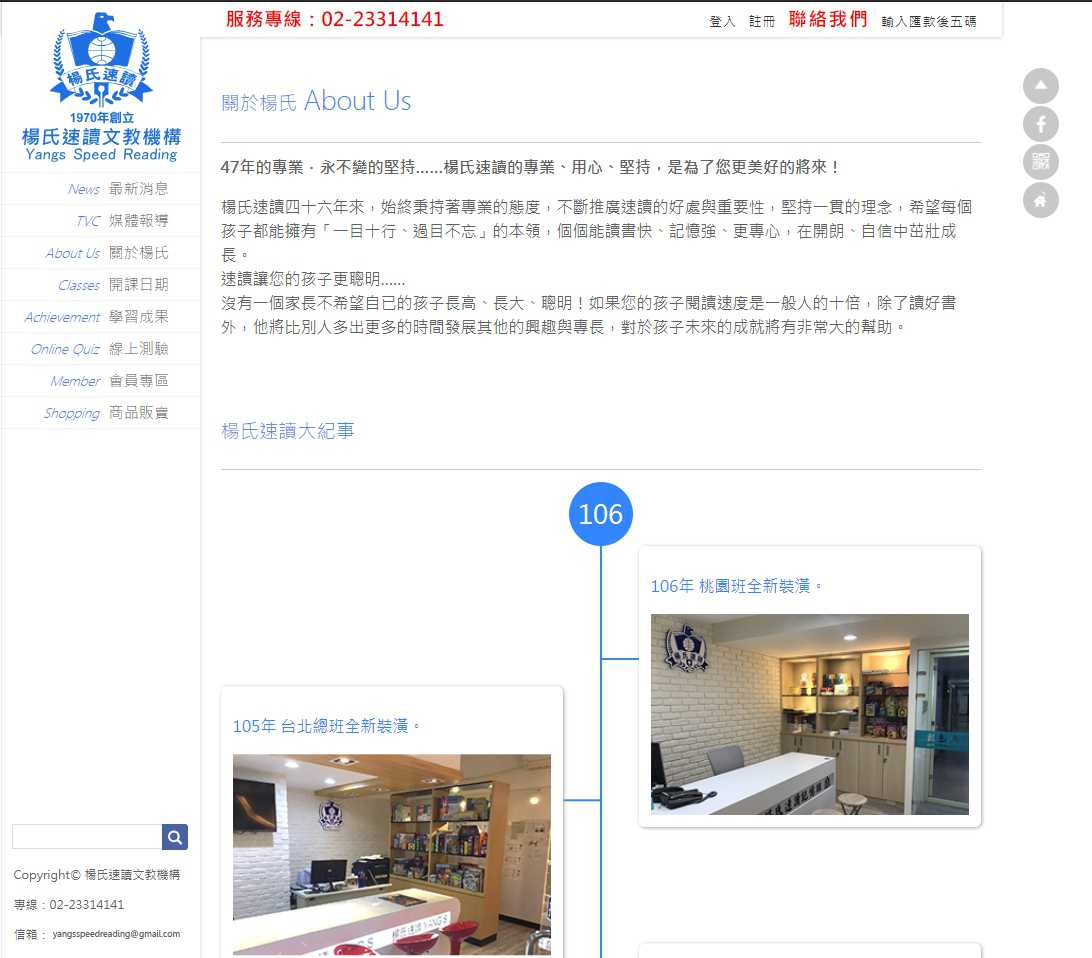 服務專線：02-23314141
登入 註冊 聯絡我們 輸入匯款後五碼
楊氏速讀
1970年創立
楊氏速讀文教機構
Yangs Speed Reading
News 最新消息
TVC 媒體報導
About Us 關於楊氏
Classes 開課日期
Achievement 學習成果
Online Quiz 線上測驗
Member 會員專區
Shopping 商品販賣
Copyright© 楊氏速讀文教機構
專線：02-23314141
信箱： yangsspeedreading@gmail.com
關於楊氏 About Us
47年的專業．永不變的堅持......楊氏速讀的專業、用心、堅持，是為了您更美好的將來！
楊氏速讀四十六年來，始終秉持著專業的態度，不斷推廣速讀的好處與重要性，堅持一貫的理念，希望每個
孩子都能擁有「一目十行、過目不忘」的本領，個個能讀書快、記憶強、更專心，在開朗、自信中茁壯成
長。
速讀讓您的孩子更聰明......
沒有一個家長不希望自已的孩子長高、長大、聰明！如果您的孩子閱讀速度是一般人的十倍，除了讀好書
外，他將比別人多出更多的時間發展其他的興趣與專長，對於孩子未來的成就將有非常大的幫助。
楊氏速讀大紀事
106
106年 桃園班全新裝潢。
楊氏速讀
105年 台北總班全新裝潢。
楊氏速讀 YANGS